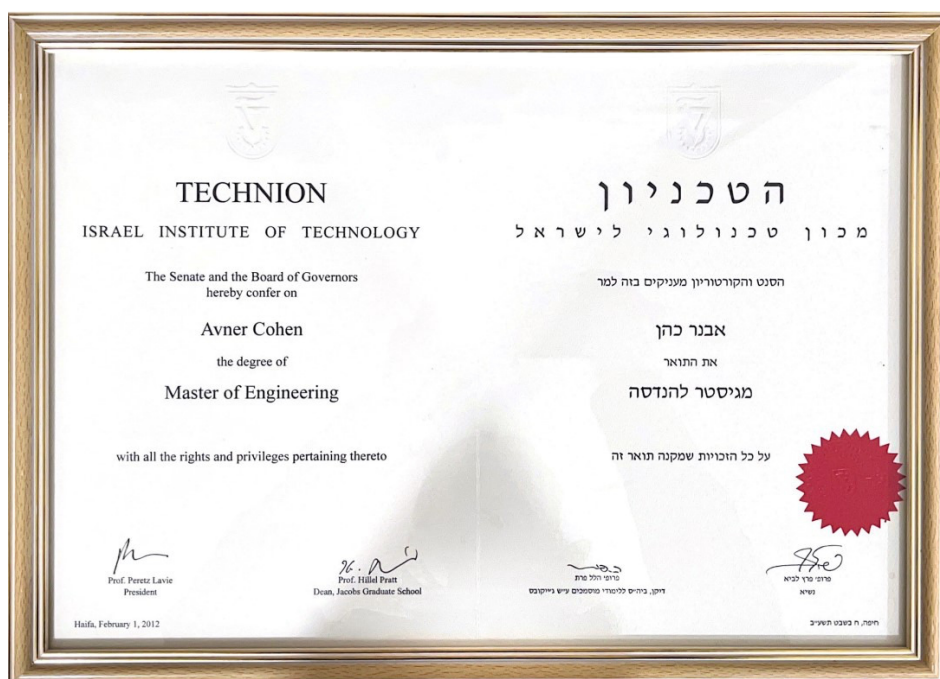 TECHNION
ISRAEL INSTITUTE OF TECHNOLOGY
The Senate and the Board of Governors
hereby confer on
Avner Cohen
the degree of
Master of Engineering
with all the rights and privileges pertaining thereto
Prof. Peretz Lavie
President
Prof. Hillel Pratt
Dean, Jacobs Graduate School
Haifa, February 1, 2012
הטכניון
מכון טכנולוגי לישראל
הסנט והקורטוריון מעניקים בזה למר
אבנר כהן
את התואר
מגיסטר להנדסה
על כל הזכויות שמקנה תואר זה
פרופ׳ הלל פרת
דיקן, ביה״ס ללימודי מוסמכים ע״ש ג׳ייקובס
פרופ׳ פרץ לביא
נשיא
חיפה, ח בשבט תשע״ב